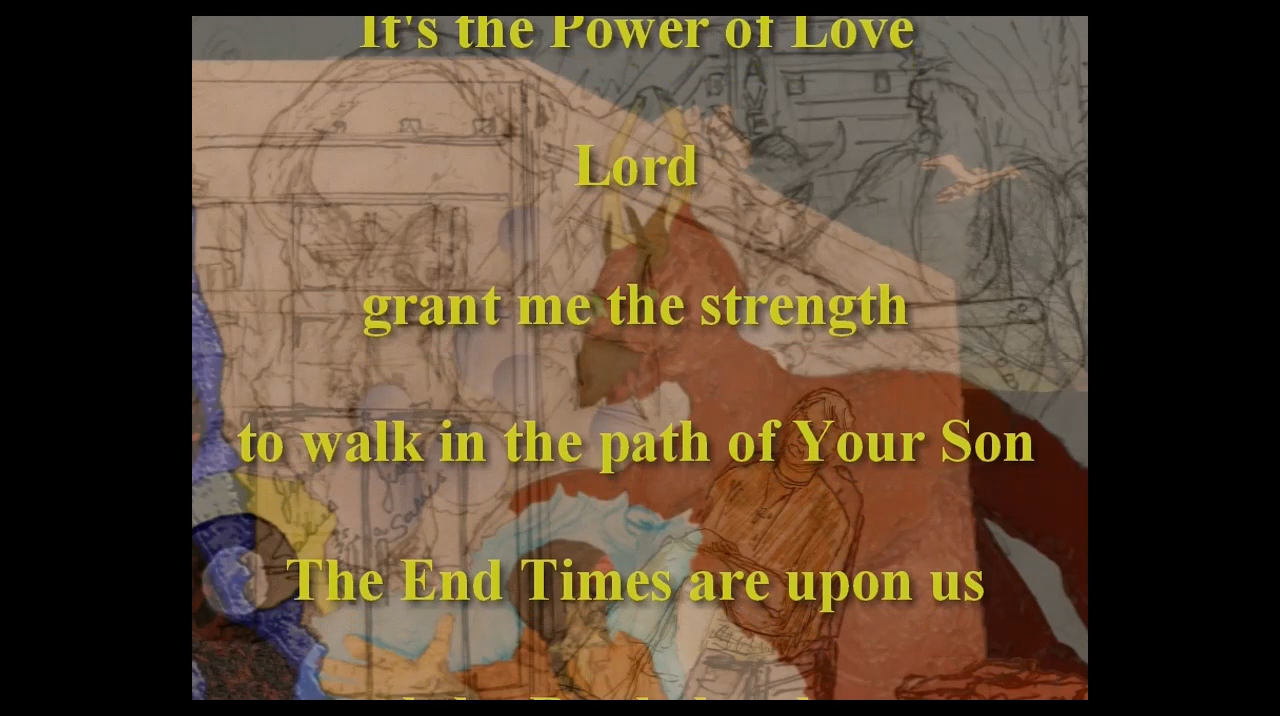 It's the Power of Love
Lord
grant me the strength
to walk in the path of Your Son
The End Times are upon us